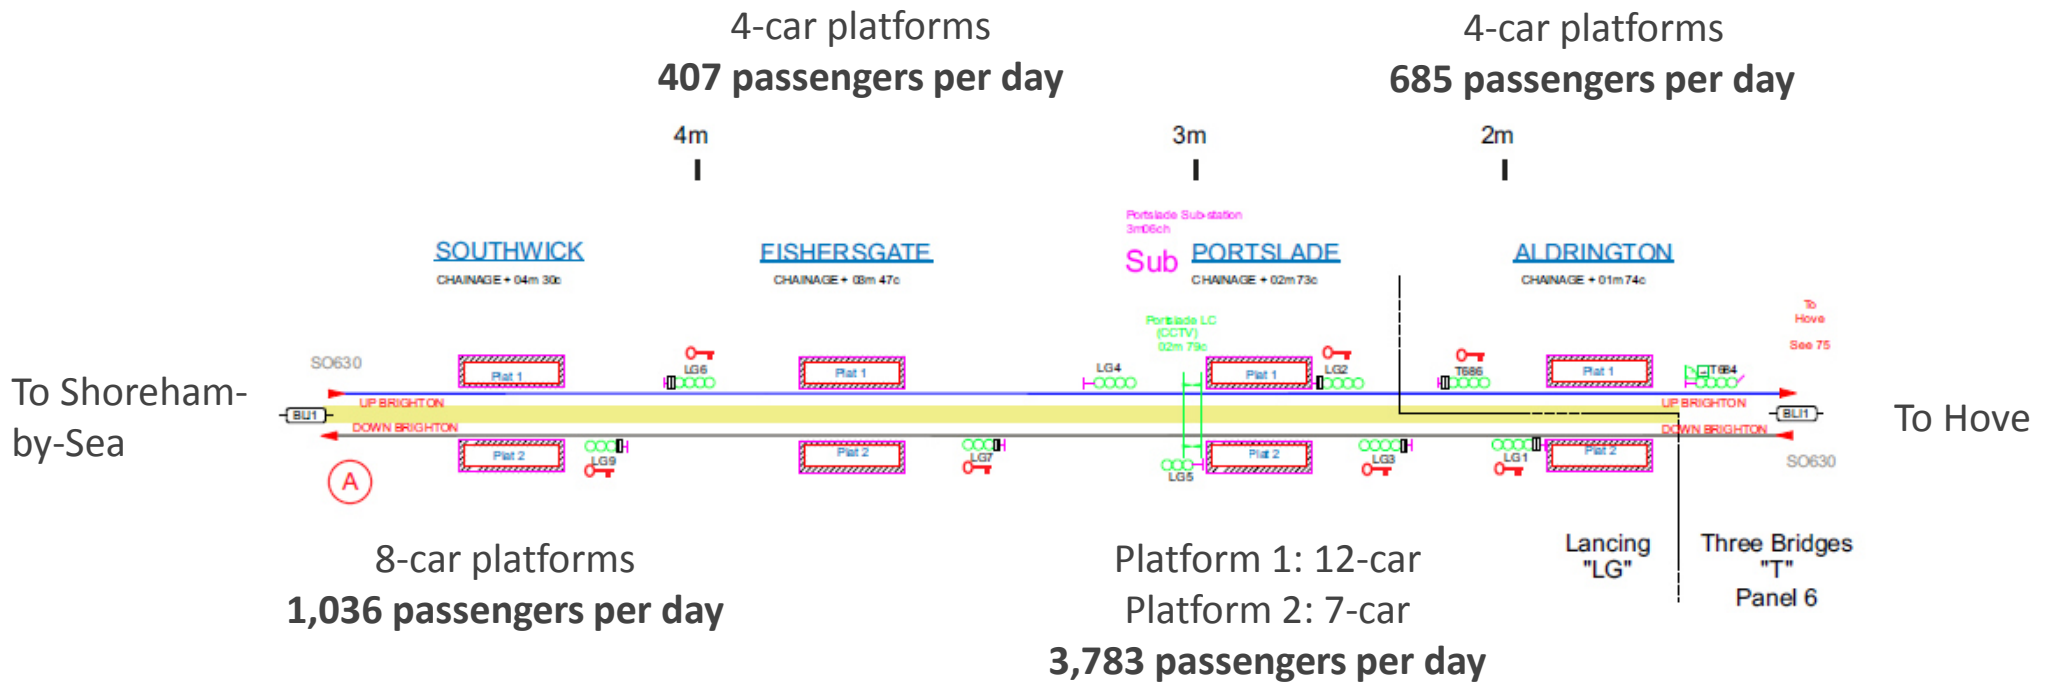 4-car platforms
407 passengers per day
4-car platforms
685 passengers per day
4m
3m
2m
Portslade Sub-station
3m06ch
Sub
SOUTHWICK
CHAINAGE + 04m 30c
FISHERSGATE
CHAINAGE + 03m 47c
PORTSLADE
CHAINAGE + 02m 73c
ALDRINGTON
CHAINAGE + 01m 74c
To
Hove
See 75
Portslade LC
(CCTV)
02m 79c
SO630
Plat 1
LG6
Plat 1
LG4
Plat 1
LG2
T686
Plat 1
T684
To Shoreham-
by-Sea
BLI1
UP BRIGHTON
DOWN BRIGHTON
UP BRIGHTON
DOWN BRIGHTON
BLI1
To Hove
Plat 2
LG9
Plat 2
LG7
LG5
Plat 2
LG3
LG1
Plat 2
SO630
A
8-car platforms
1,036 passengers per day
Platform 1: 12-car
Platform 2: 7-car
3,783 passengers per day
Lancing
"LG"
Three Bridges
"T"
Panel 6